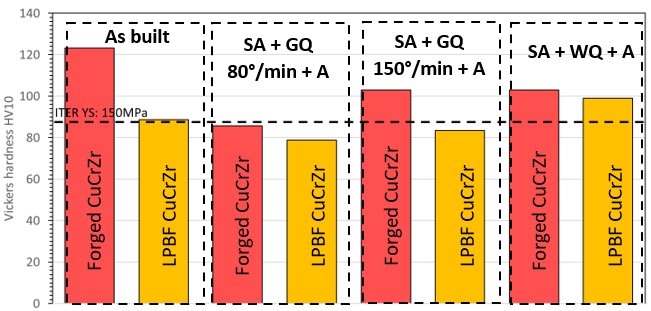 140
120
100
80
60
40
20
0
Vickers hardness HV10
As built
SA + GQ
80°/min + A
SA + GQ
150°/min + A
SA + WQ + A
ITER YS: 150MPa
Forged CuCrZr
LPBF CuCrZr
Forged CuCrZr
LPBF CuCrZr
Forged CuCrZr
LPBF CuCrZr
Forged CuCrZr
LPBF CuCrZr